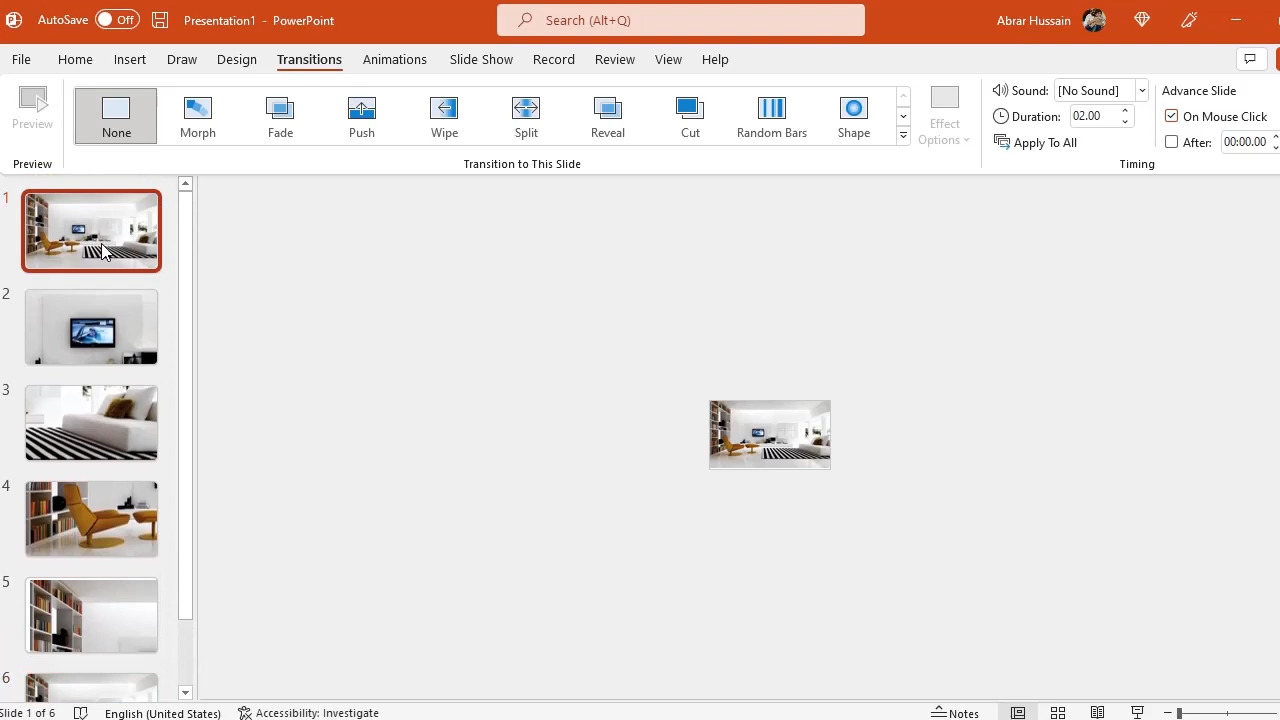 AutoSave Off Presentation1 - PowerPoint Search (Alt+Q) Abrar Hussain
File Home Insert Draw Design Transitions Animations Slide Show Record Review View Help
Preview None Morph Fade Push Wipe Split Reveal Cut Random Bars Shape Effect Options
Sound: [No Sound] Advance Slide
Duration: 02.00 On Mouse Click
Apply To All After: 00:00.00
Preview Transition to This Slide Timing
1
2
3
4
5
6
Slide 1 of 6 English (United States) Accessibility: Investigate Notes